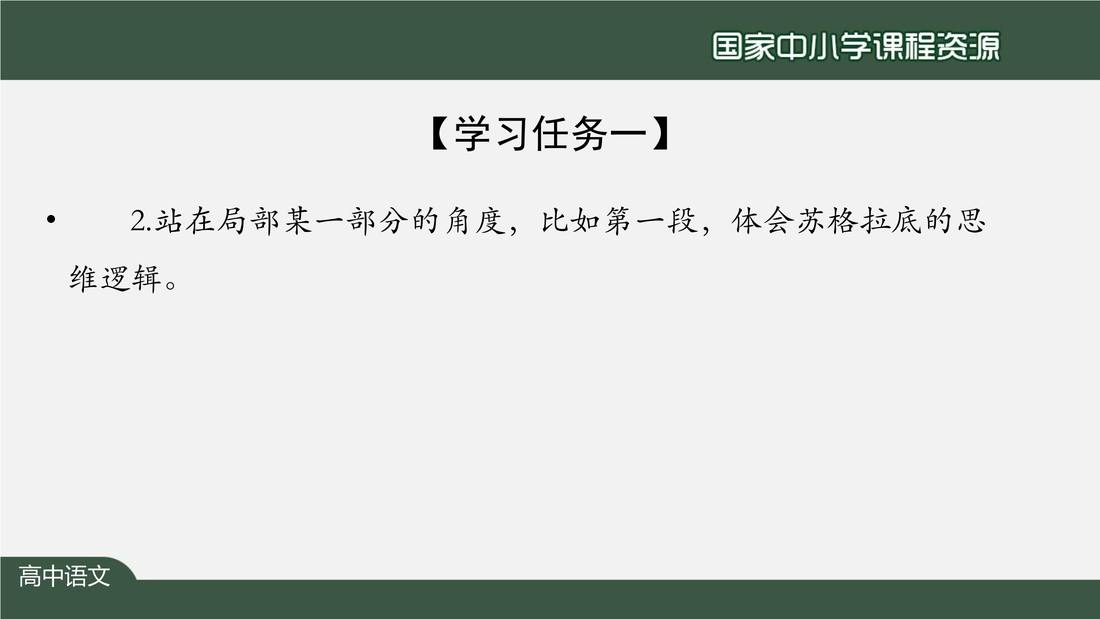 国家中小学课程资源
【学习任务一】
• 2.站在局部某一部分的角度，比如第一段，体会苏格拉底的思
维逻辑。
高中语文